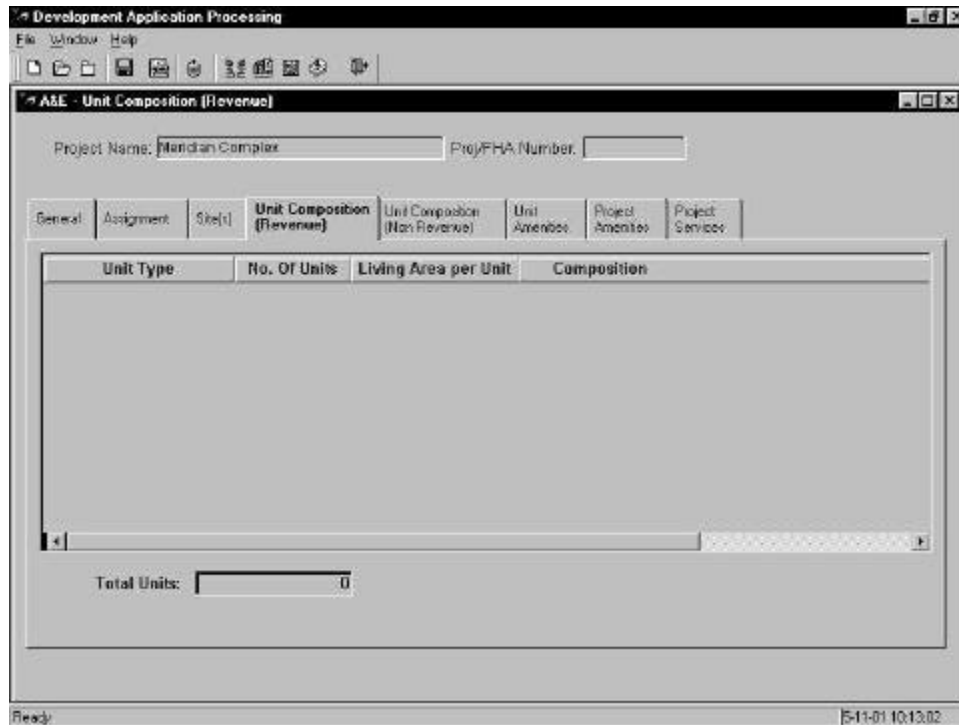 Development Application Processing
File Window Help
A&E - Unit Composition (Revenue)
Project Name: Meridian Complex Proj/FHA Number:
General Assignment Site(s) Unit Composition (Revenue) Unit Composition (Non Revenue) Unit Amenities Project Amenities Project Services
Unit Type No. Of Units Living Area per Unit Composition
Total Units: 0
Ready 5-11-01 10:13:02